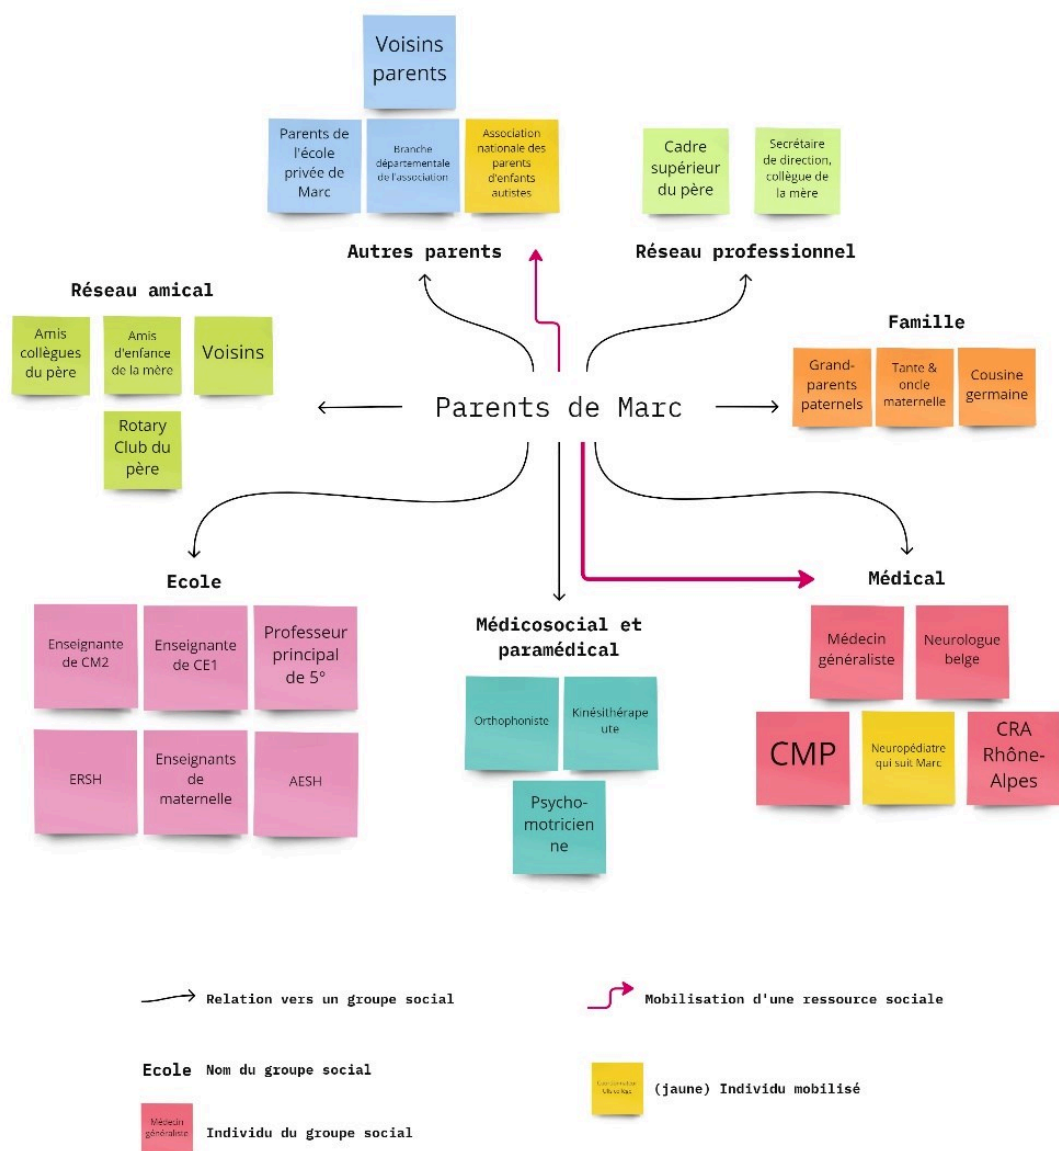 Voisins
parents
Parents de
l'école
privée de
Marc
Branche
départementale
de l'association
Association
nationale des
parents
d'enfants
autistes
Cadre
supérieur
du père
Secrétaire
de direction,
collègue de
la mère
Autres parents
Réseau professionnel
Réseau amical
Amis
collègues
du père
Amis
d'enfance
de la mère
Voisins
Rotary
Club du
père
Famille
Grand-
parents
paternels
Tante &
oncle
maternelle
Cousine
germaine
Parents de Marc
Ecole
Enseignante
de CM2
Enseignante
de CE1
Professeur
principal
de 5°
ERSH
Enseignants
de
maternelle
AESH
Médicosocial et
paramédical
Orthophoniste
Kinésithérape
ute
Psycho-
motricien
ne
Médical
Médecin
généraliste
Neurologue
belge
CMP
Neuropédiatre
qui suit Marc
CRA
Rhône-
Alpes
Relation vers un groupe social
Mobilisation d'une ressource sociale
Ecole Nom du groupe social
(jaune) Individu mobilisé
Médecin
généraliste
Individu du groupe social